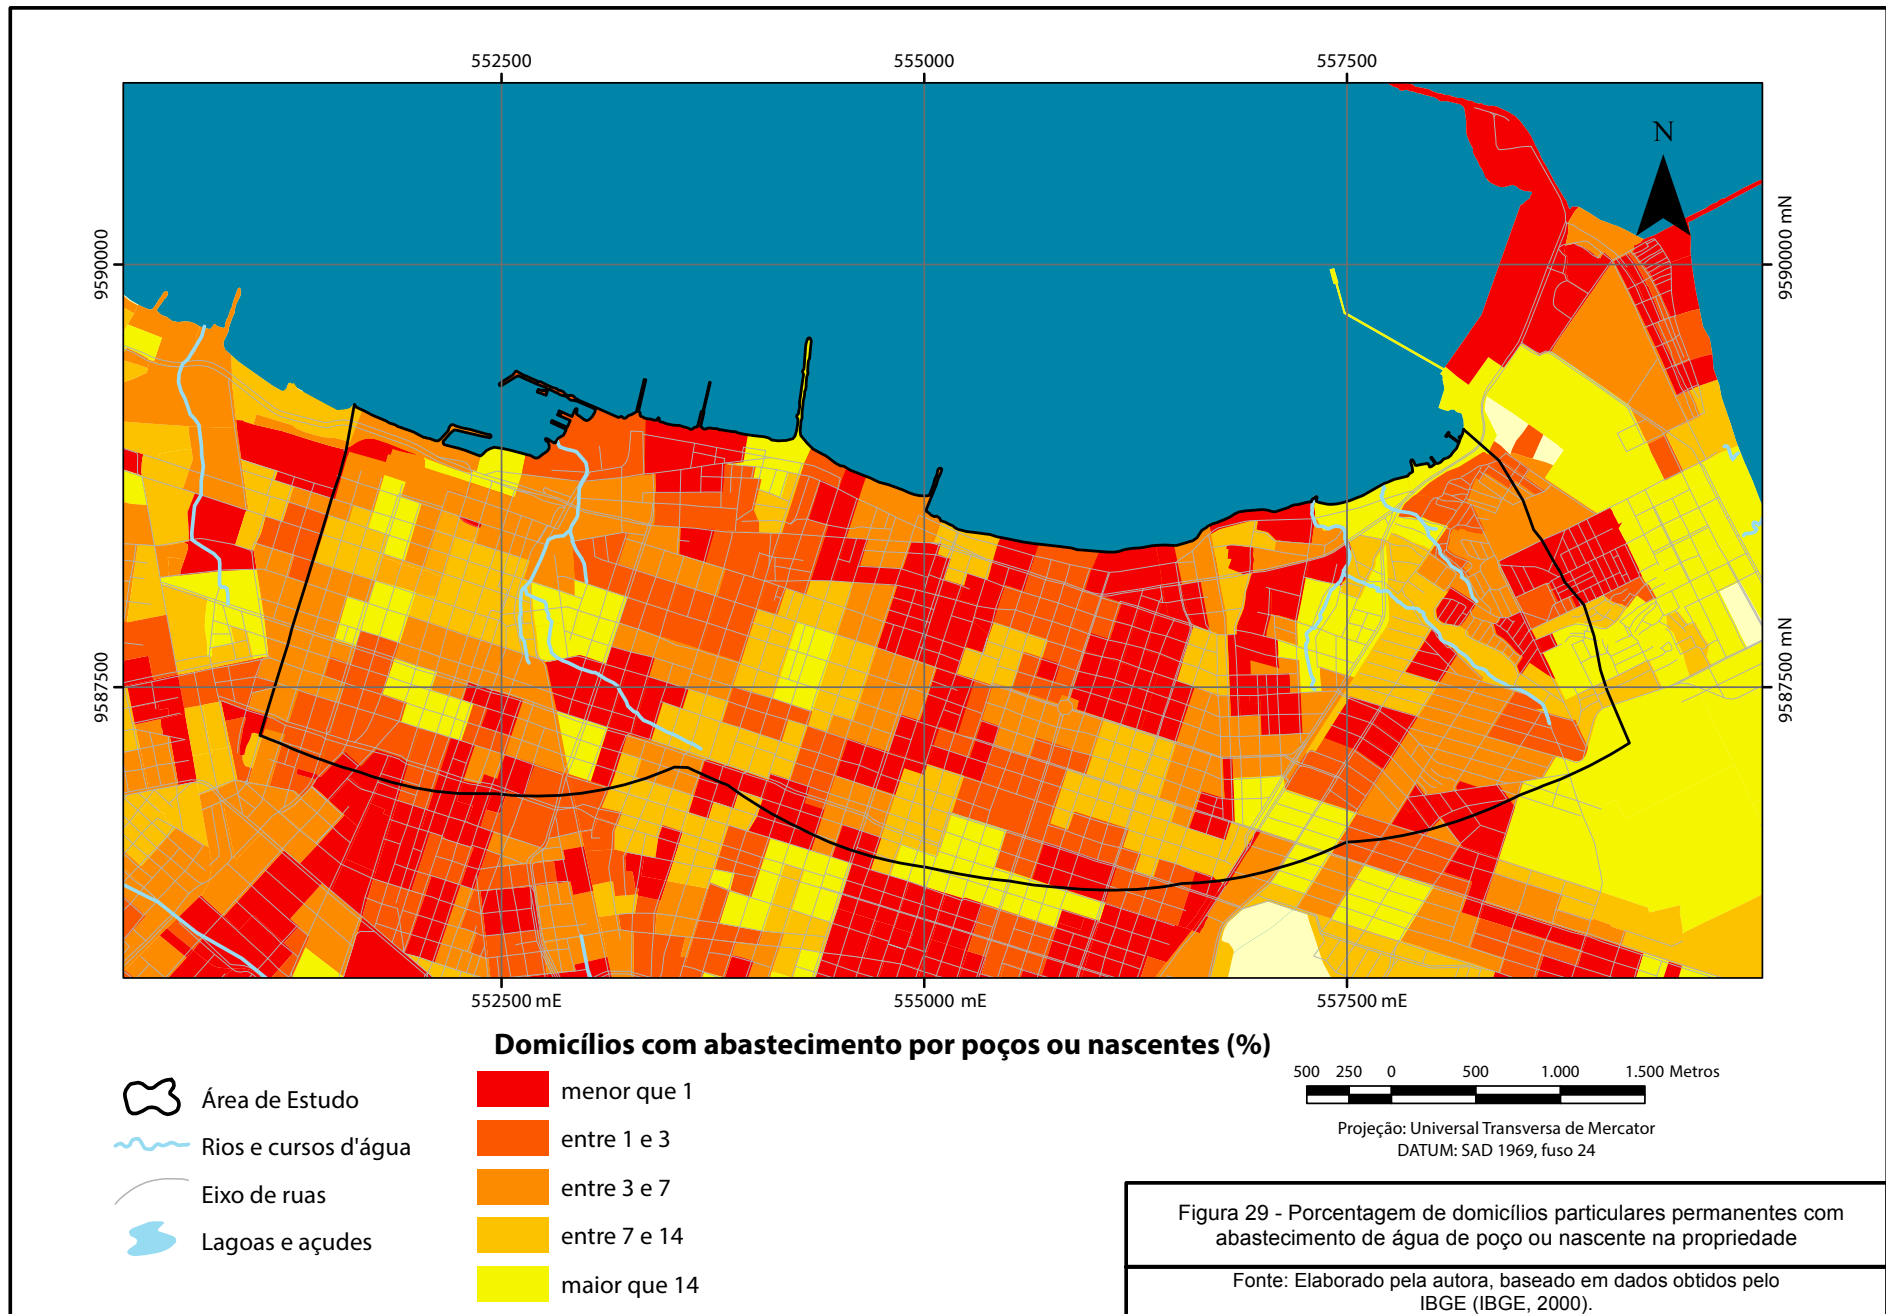 552500
555000
557500
N
9590000
9590000 mN
9587500
9587500 mN
552500 mE
555000 mE
557500 mE
Domicílios com abastecimento por poços ou nascentes (%)
Área de Estudo
Rios e cursos d'água
Eixo de ruas
Lagoas e açudes
menor que 1
entre 1 e 3
entre 3 e 7
entre 7 e 14
maior que 14
500 250 0 500 1.000 1.500 Metros
Projeção: Universal Transversa de Mercator
DATUM: SAD 1969, fuso 24
Figura 29 - Porcentagem de domicílios particulares permanentes com
abastecimento de água de poço ou nascente na propriedade
Fonte: Elaborado pela autora, baseado em dados obtidos pelo
IBGE (IBGE, 2000).